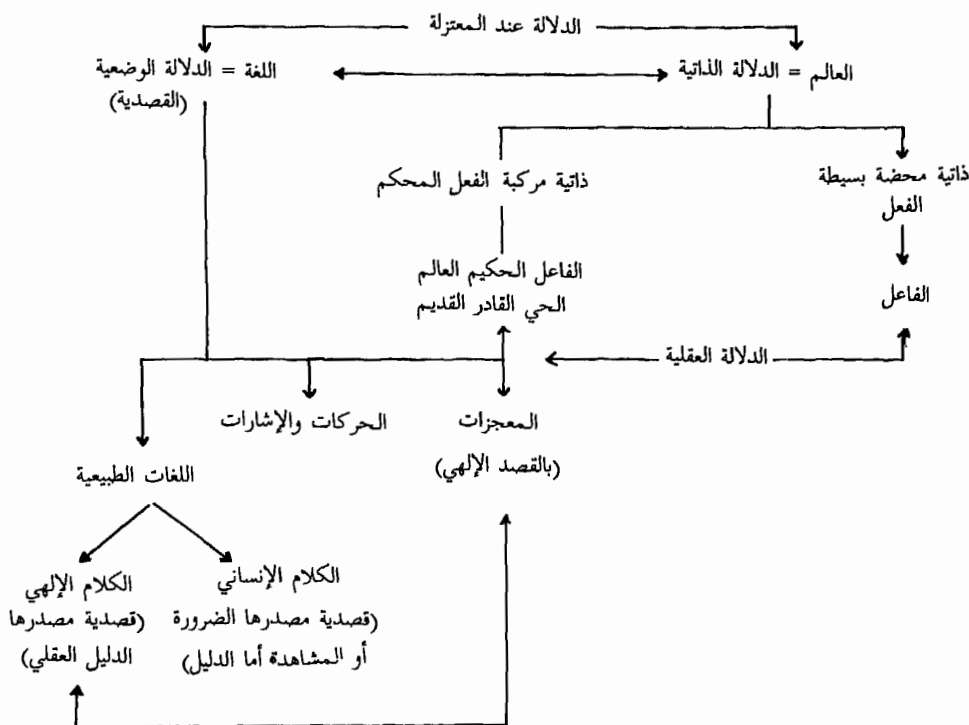 الدلالة عند المعتزلة
العالم = الدلالة الذاتية
اللغة = الدلالة الوضعية
(القصدية)
ذاتية محضة بسيطة
الفعل
ذاتية مركبة الفعل المحكم
الفاعل
الفاعل الحكيم العالم
الحي القادر القديم
الدلالة العقلية
المعجزات
(بالقصد الإلهي)
الحركات والإشارات
اللغات الطبيعية
الكلام الإنساني
(قصدية مصدرها الضرورة
أو المشاهدة أما الدليل)
الكلام الإلهي
(قصدية مصدرها
الدليل العقلي)